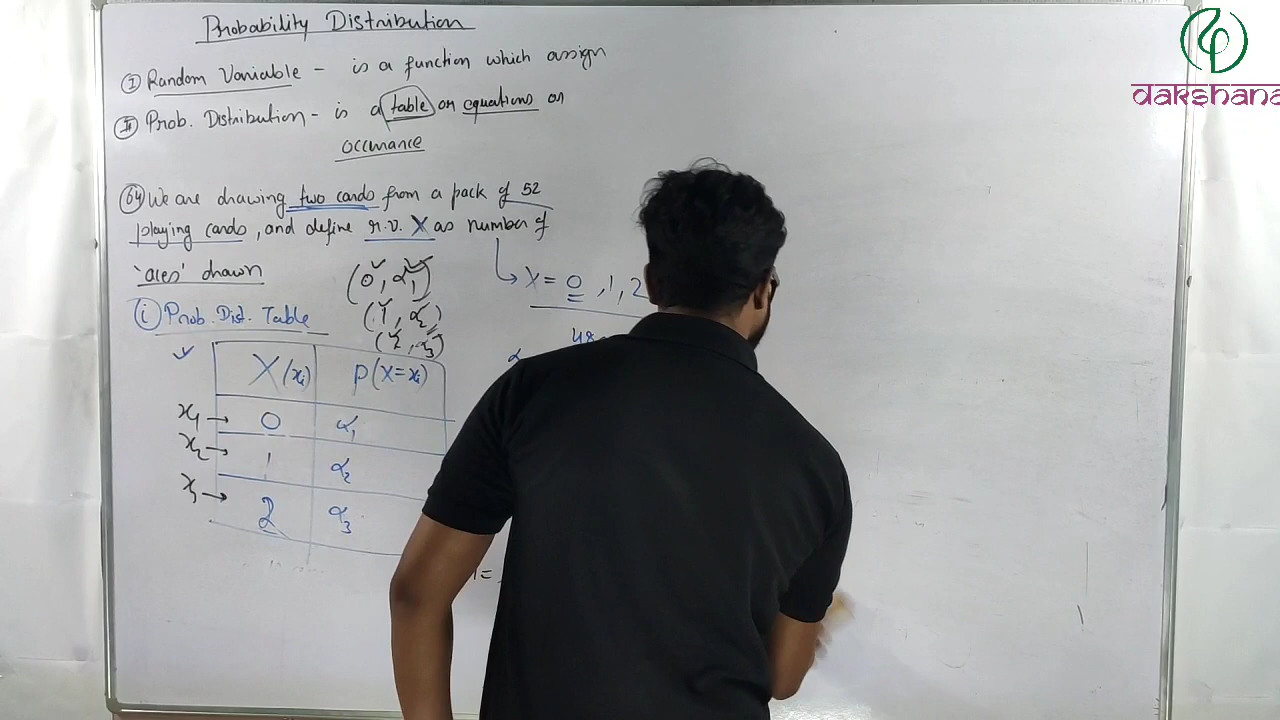 Probability Distribution
dakshana
I Random Variable - is a function which assign
II Prob. Distribution - is a table or equations or
occurance
We are drawing two cards from a pack of 52
playing cards, and define r.v. X as number of
'aces' drawn
X = 0, 1, 2
(0, α1)
(1, α2)
(2, α3)
i Prob. Dist. Table
48
X(xi) P(X=xi)
x1 → 0 α1
x2 → 1 α2
x3 → 2 α3